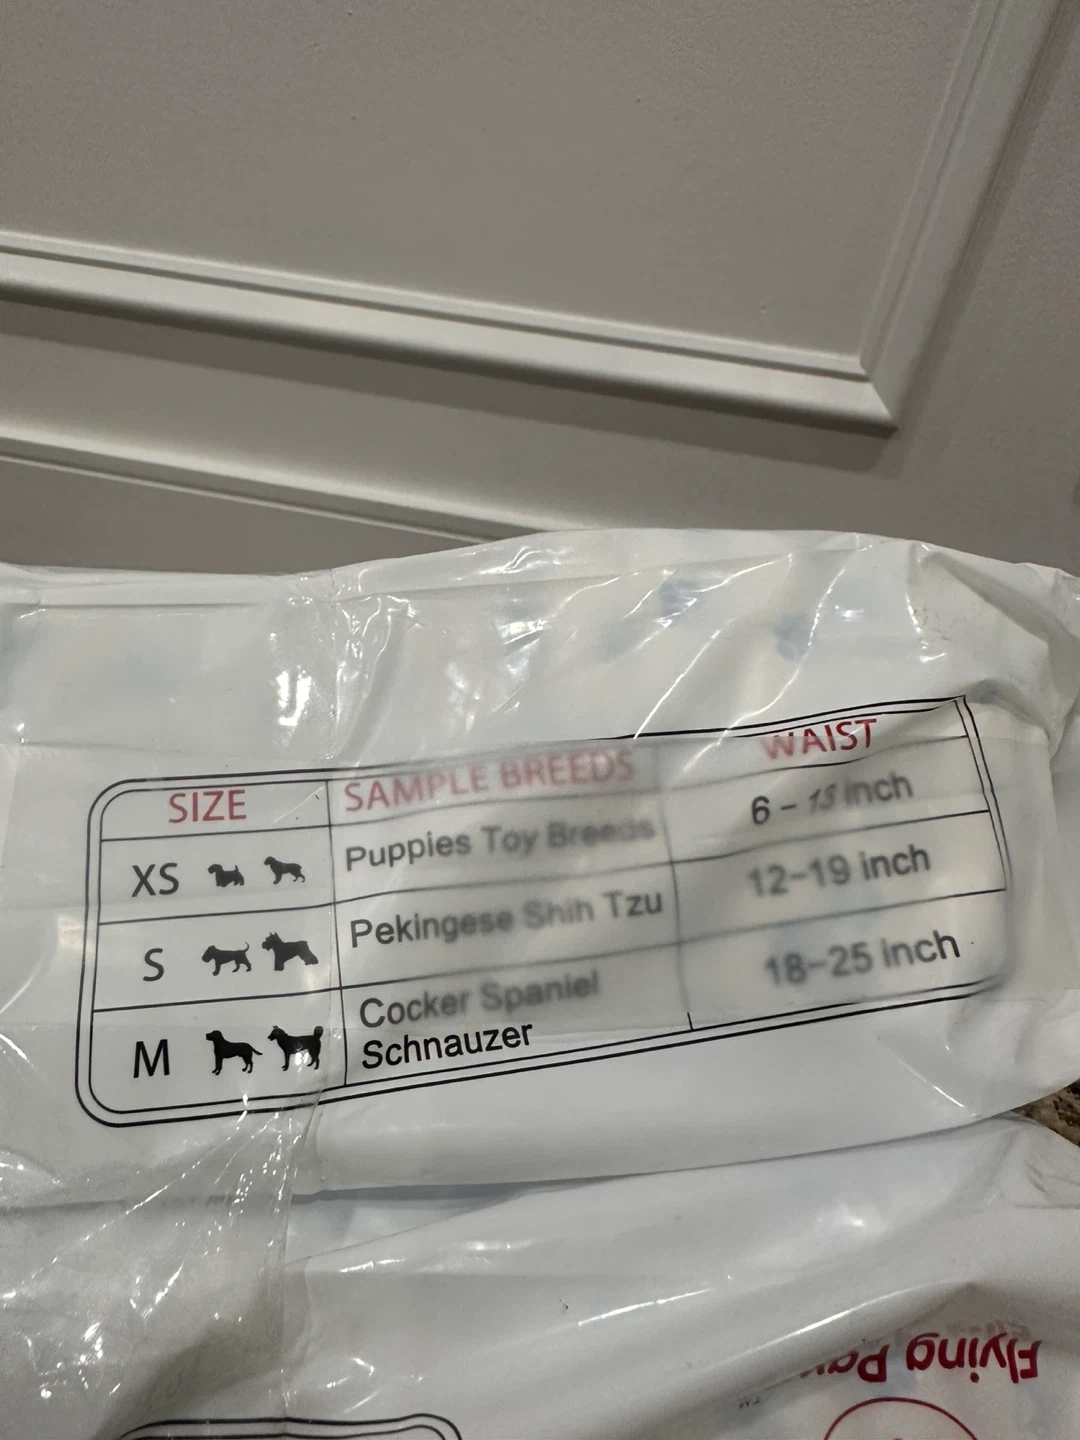 SIZE SAMPLE BREEDS WAIST
XS Puppies Toy Breeds 6 - 13 inch
S Pekingese Shih Tzu 12-19 inch
M Cocker Spaniel 18-25 inch
Schnauzer
Flying
TM